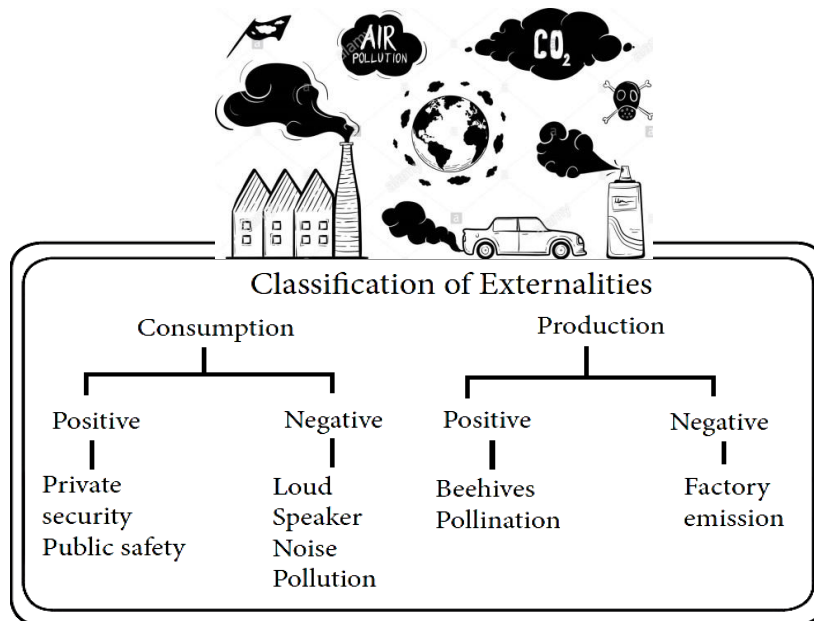 AIR
POLLUTION
CO2
Classification of Externalities
Consumption
Production
Positive
Negative
Positive
Negative
Private
security
Public safety
Loud
Speaker
Noise
Pollution
Beehives
Pollination
Factory
emission